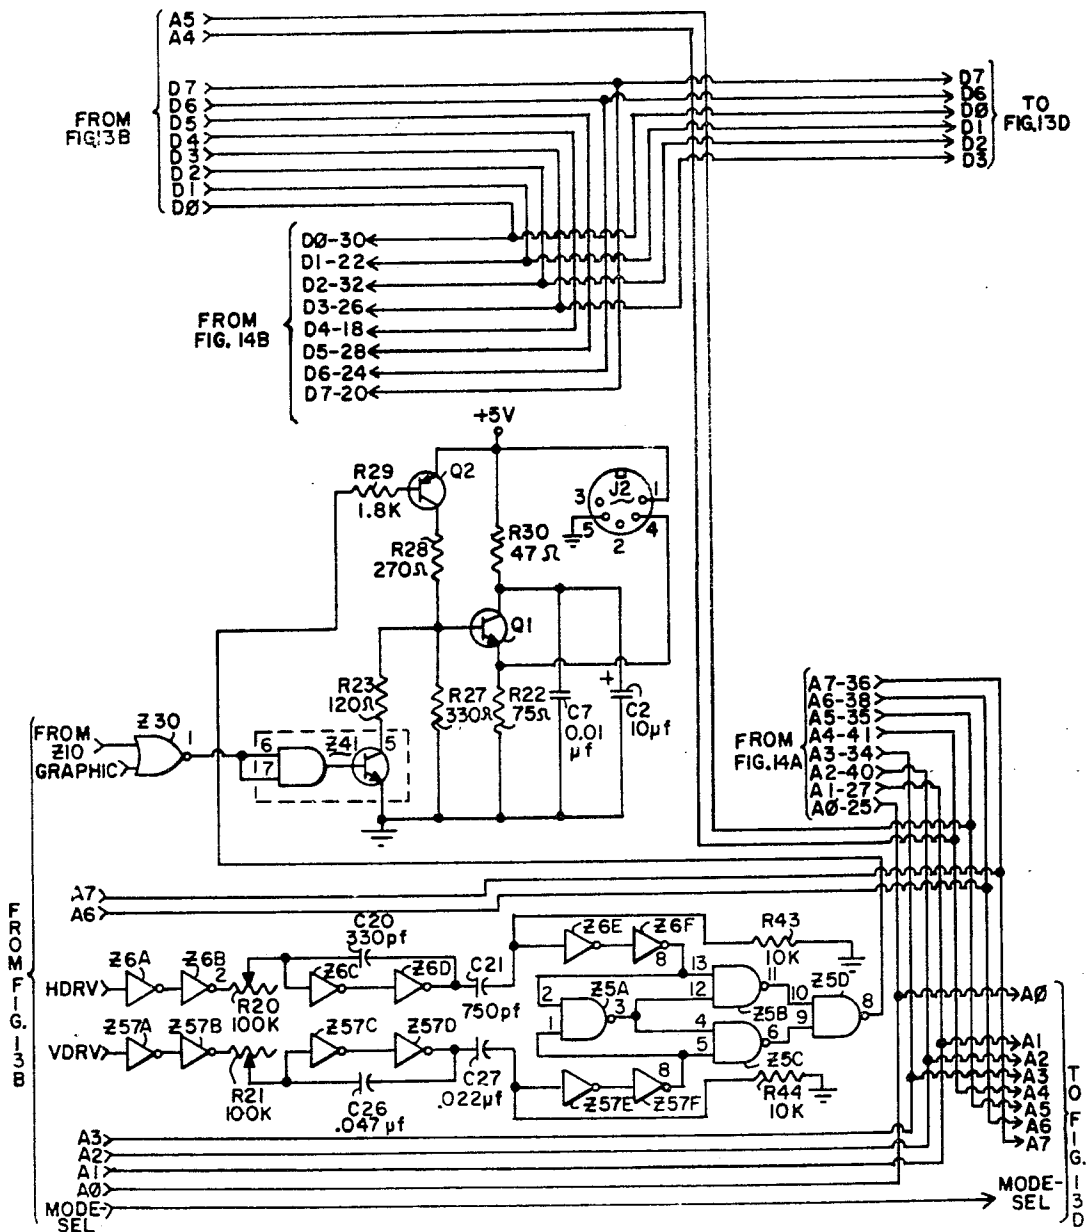 A5
A4
D7
D6
D5
D4
D3
D2
D1
DØ
FROM
FIG.13B
D7
D6
DØ
D1
D2
D3
TO
FIG.13D
DØ-30
D1-22
D2-32
D3-26
D4-18
D5-28
D6-24
D7-20
FROM
FIG. 14B
+5V
R29
1.8K
Q2
J2
3
1
5
4
2
R28
270Ω
R30
47Ω
Q1
R23
120Ω
R27
330Ω
R22
75Ω
C7
0.01
µf
+
C2
10µf
FROM
Z10
GRAPHIC
Z30
1
6
17
Z41
5
A7-36
A6-38
A5-35
A4-41
A3-34
A2-40
A1-27
AØ-25
FROM
FIG.14A
FROM FIG. 13B
A7
A6
HDRV
Z6A
Z6B
2
R20
100K
C20
330pf
Z6C
Z6D
C21
750pf
Z6E
Z6F
8
R43
10K
VDRV
Z57A
Z57B
R21
100K
Z57C
Z57D
C26
.047µf
C27
.022µf
Z57E
Z57F
8
2
1
Z5A
3
13
12
11
Z5B
4
5
6
Z5C
10
9
Z5D
8
R44
10K
A3
A2
A1
AØ
MODE-
SEL
AØ
A1
A2
A3
A4
A5
A6
A7
MODE-
SEL
TO FIG. 13D